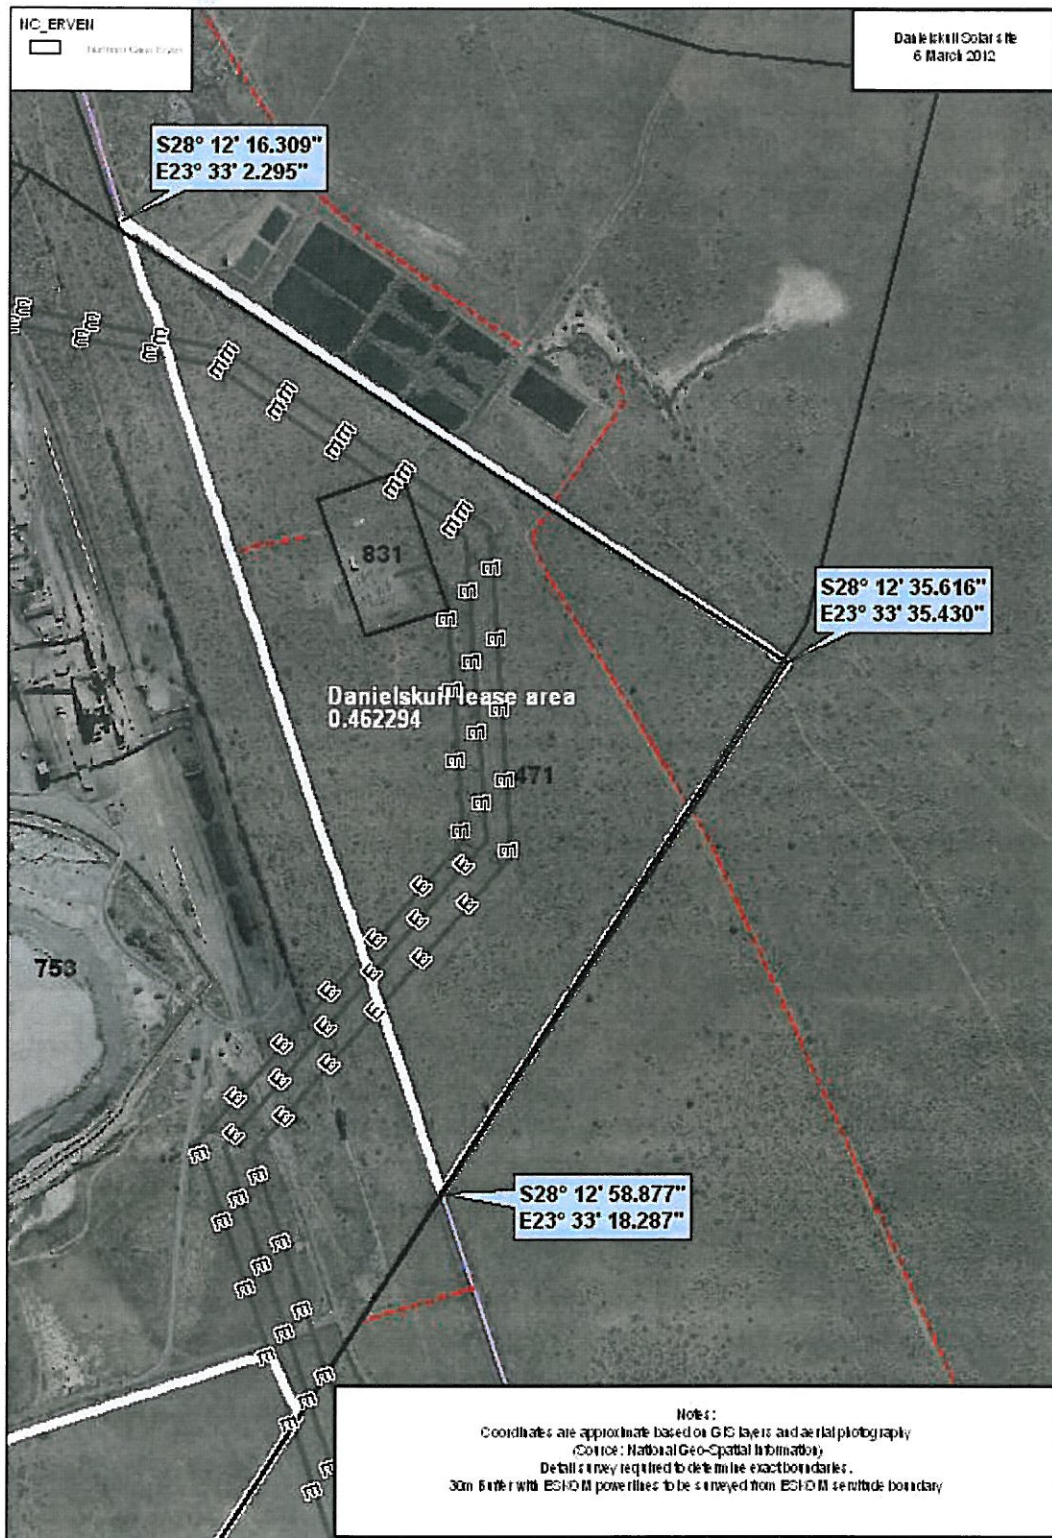 NC_ERVEN
Northern Cape Erven
Danielskuil Solar site
6 March 2012
S28° 12' 16.309"
E23° 33' 2.295"
831
S28° 12' 35.616"
E23° 33' 35.430"
Danielskuil lease area
0.462294
471
753
S28° 12' 58.877"
E23° 33' 18.287"
Notes:
Coordinates are approximate based on GIS layers and aerial photography
(Source: National Geo-Spatial Information)
Detail survey required to determine exact boundaries.
30m Buffer with ESKOM powerlines to be surveyed from ESKOM servitude boundary